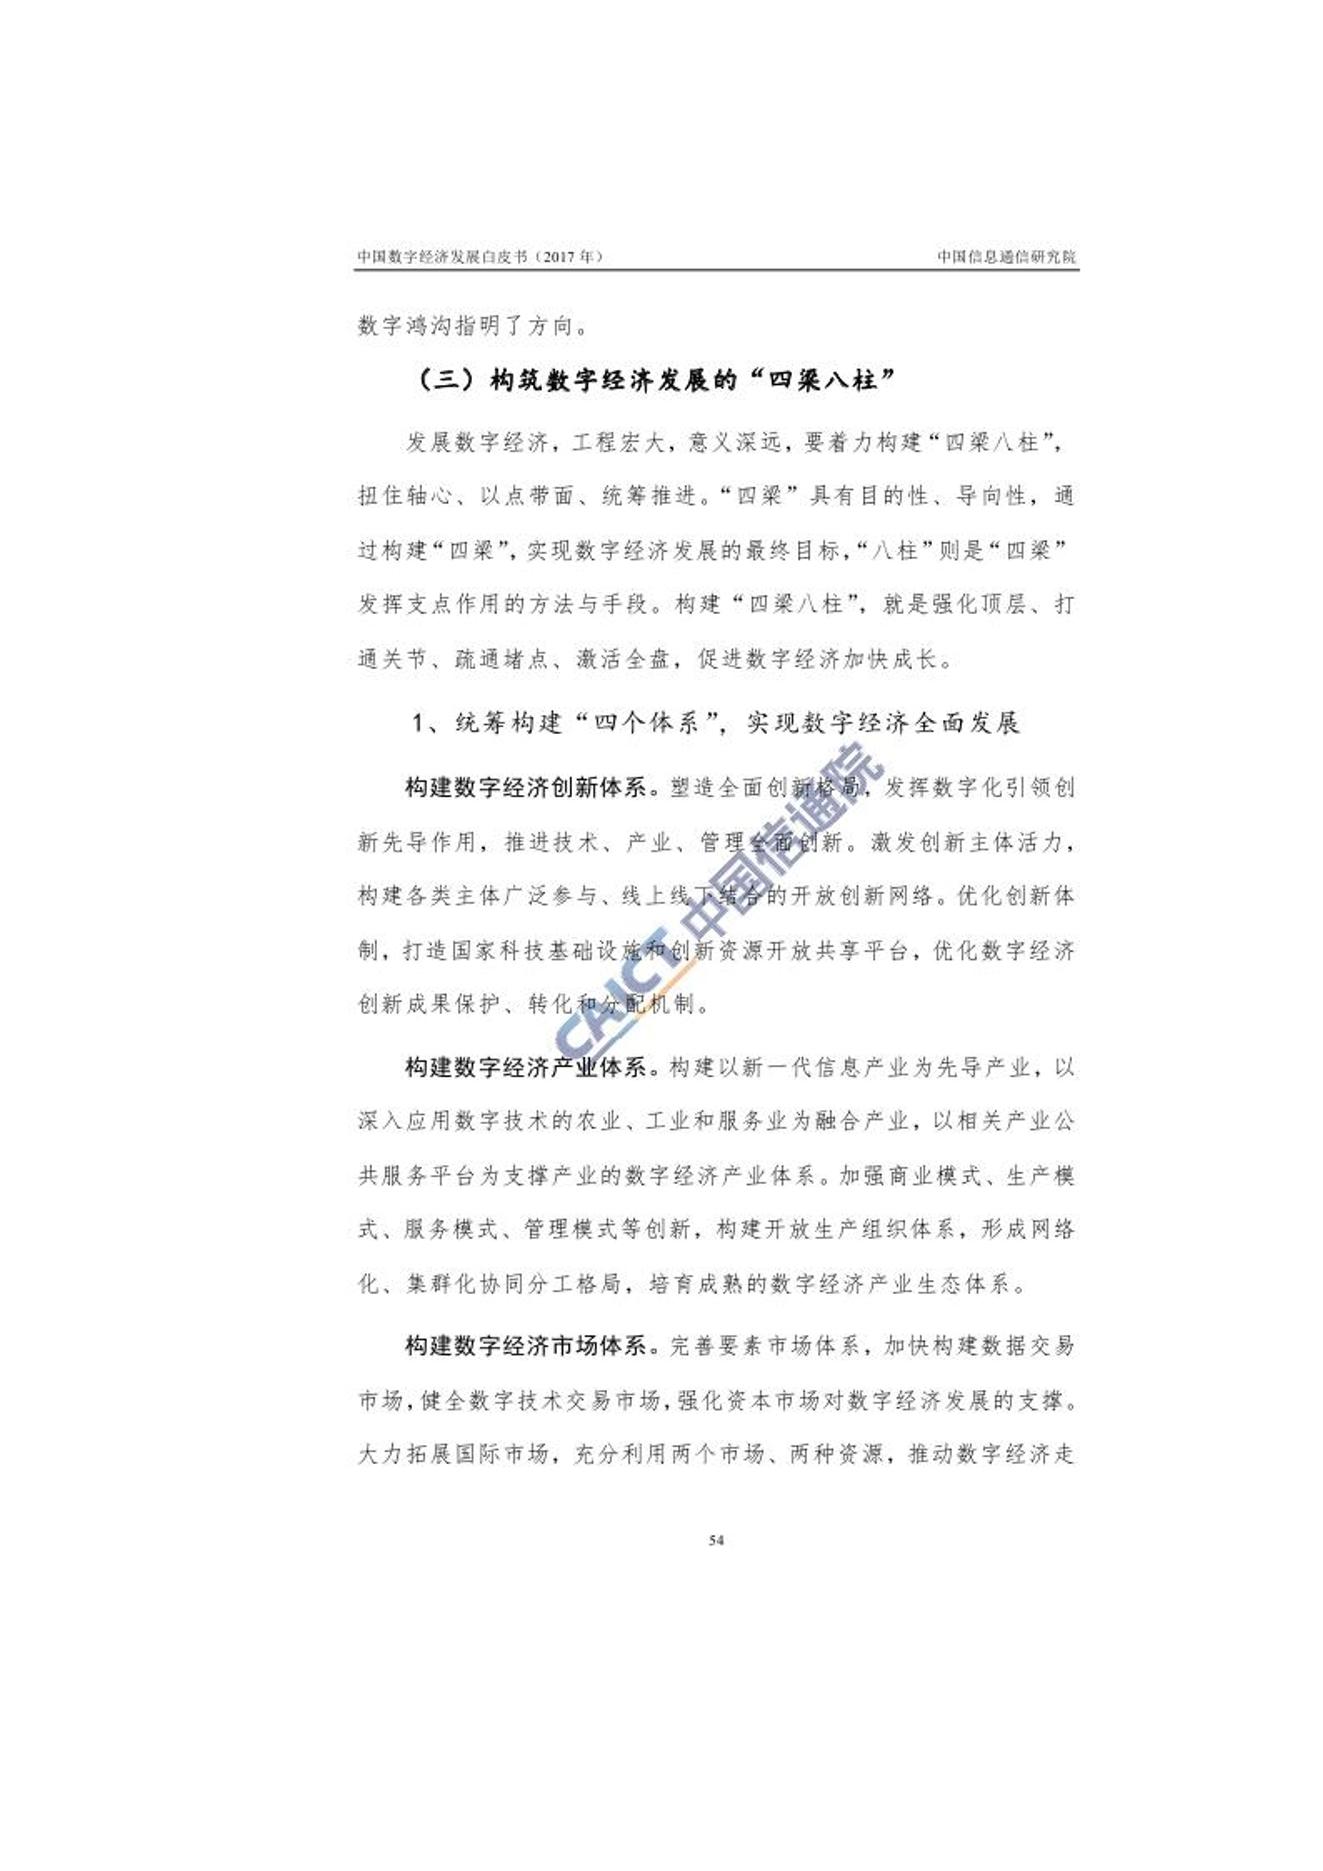 中国数字经济发展白皮书（2017 年） 中国信息通信研究院
数字鸿沟指明了方向。
（三）构筑数字经济发展的“四梁八柱”
发展数字经济，工程宏大，意义深远，要着力构建“四梁八柱”，
扭住轴心、以点带面、统筹推进。“四梁”具有目的性、导向性，通
过构建“四梁”，实现数字经济发展的最终目标，“八柱”则是“四梁”
发挥支点作用的方法与手段。构建“四梁八柱”，就是强化顶层、打
通关节、疏通堵点、激活全盘，促进数字经济加快成长。
1、统筹构建“四个体系”，实现数字经济全面发展
构建数字经济创新体系。塑造全面创新格局，发挥数字化引领创
新先导作用，推进技术、产业、管理全面创新。激发创新主体活力，
构建各类主体广泛参与、线上线下结合的开放创新网络。优化创新体
制，打造国家科技基础设施和创新资源开放共享平台，优化数字经济
创新成果保护、转化和分配机制。
CAICT 中国信通院
构建数字经济产业体系。构建以新一代信息产业为先导产业，以
深入应用数字技术的农业、工业和服务业为融合产业，以相关产业公
共服务平台为支撑产业的数字经济产业体系。加强商业模式、生产模
式、服务模式、管理模式等创新，构建开放生产组织体系，形成网络
化、集群化协同分工格局，培育成熟的数字经济产业生态体系。
构建数字经济市场体系。完善要素市场体系，加快构建数据交易
市场，健全数字技术交易市场，强化资本市场对数字经济发展的支撑。
大力拓展国际市场，充分利用两个市场、两种资源，推动数字经济走
54